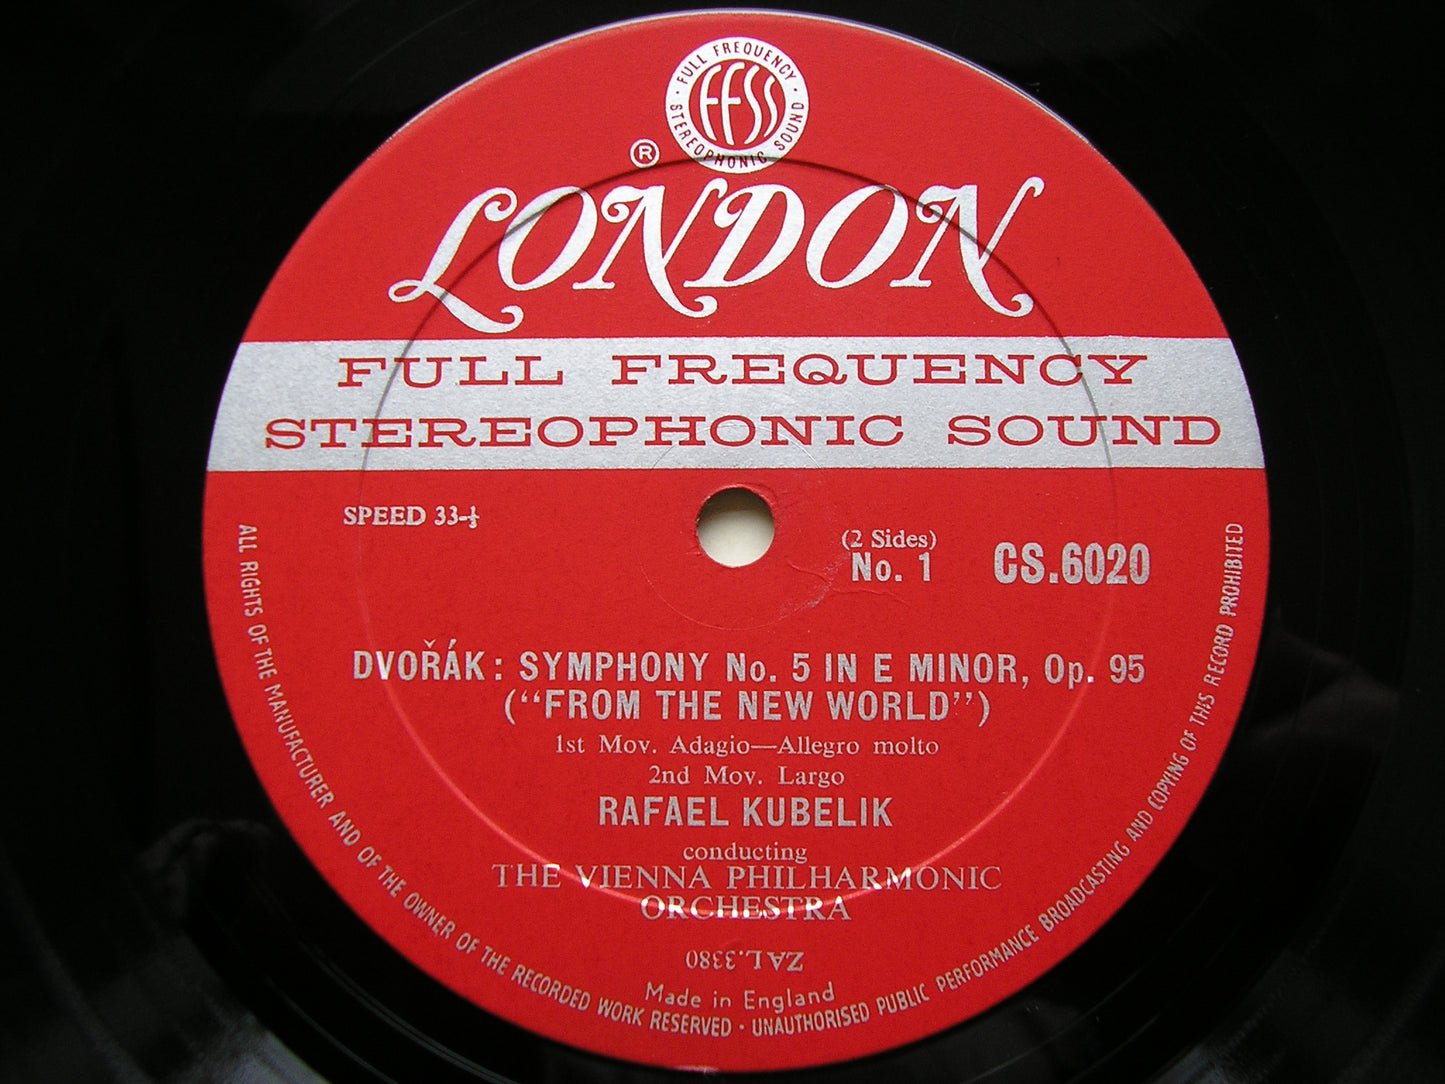 FULL FREQUENCY
FFSS
STEREOPHONIC SOUND
®
LONDON
FULL FREQUENCY
STEREOPHONIC SOUND
SPEED 33-⅓
(2 Sides)
No. 1
CS.6020
DVOŘÁK: SYMPHONY No. 5 IN E MINOR, Op. 95
("FROM THE NEW WORLD")
1st Mov. Adagio—Allegro molto
2nd Mov. Largo
RAFAEL KUBELIK
conducting
THE VIENNA PHILHARMONIC
ORCHESTRA
ZAL.3380
Made in England
ALL RIGHTS OF THE MANUFACTURER AND OF THE OWNER OF THE RECORDED WORK RESERVED · UNAUTHORISED PUBLIC PERFORMANCE BROADCASTING AND COPYING OF THIS RECORD PROHIBITED